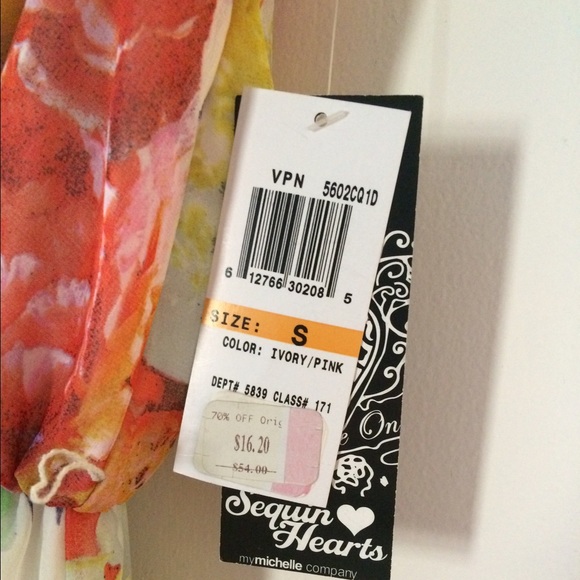 VPN 5602CQ1D
6 12766 30208 5
SIZE: S
COLOR: IVORY/PINK
DEPT# 5839 CLASS# 171
70% OFF Orig
$16.20
$54.00
On
Sequin
Hearts
mymichelle company